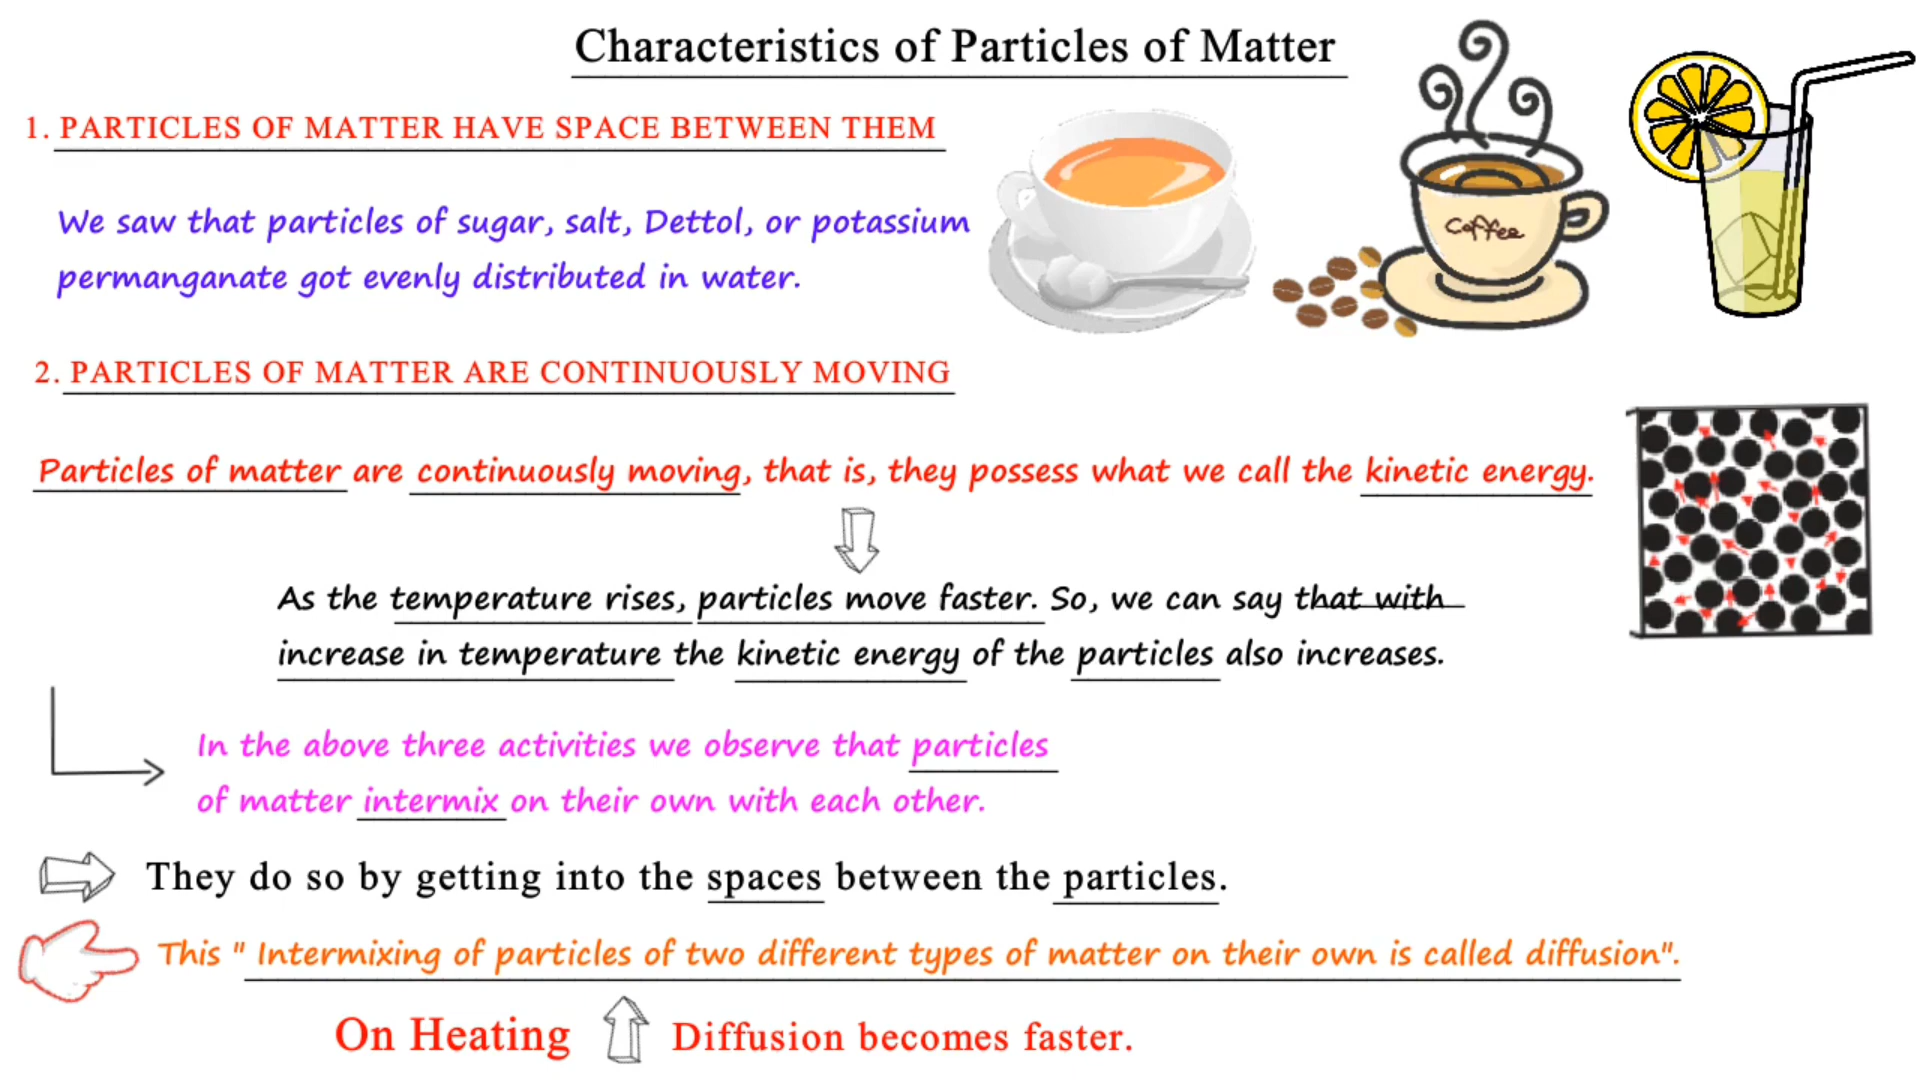 Characteristics of Particles of Matter
1. PARTICLES OF MATTER HAVE SPACE BETWEEN THEM
We saw that particles of sugar, salt, Dettol, or potassium
permanganate got evenly distributed in water.
Coffee
2. PARTICLES OF MATTER ARE CONTINUOUSLY MOVING
Particles of matter are continuously moving, that is, they possess what we call the kinetic energy.
As the temperature rises, particles move faster. So, we can say that with
increase in temperature the kinetic energy of the particles also increases.
In the above three activities we observe that particles
of matter intermix on their own with each other.
They do so by getting into the spaces between the particles.
This " Intermixing of particles of two different types of matter on their own is called diffusion".
On Heating Diffusion becomes faster.